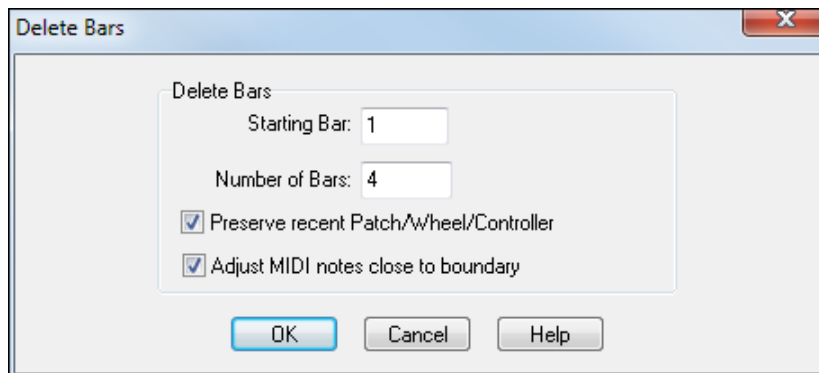 Delete Bars
Delete Bars
Starting Bar: 1
Number of Bars: 4
Preserve recent Patch/Wheel/Controller
Adjust MIDI notes close to boundary
OK Cancel Help